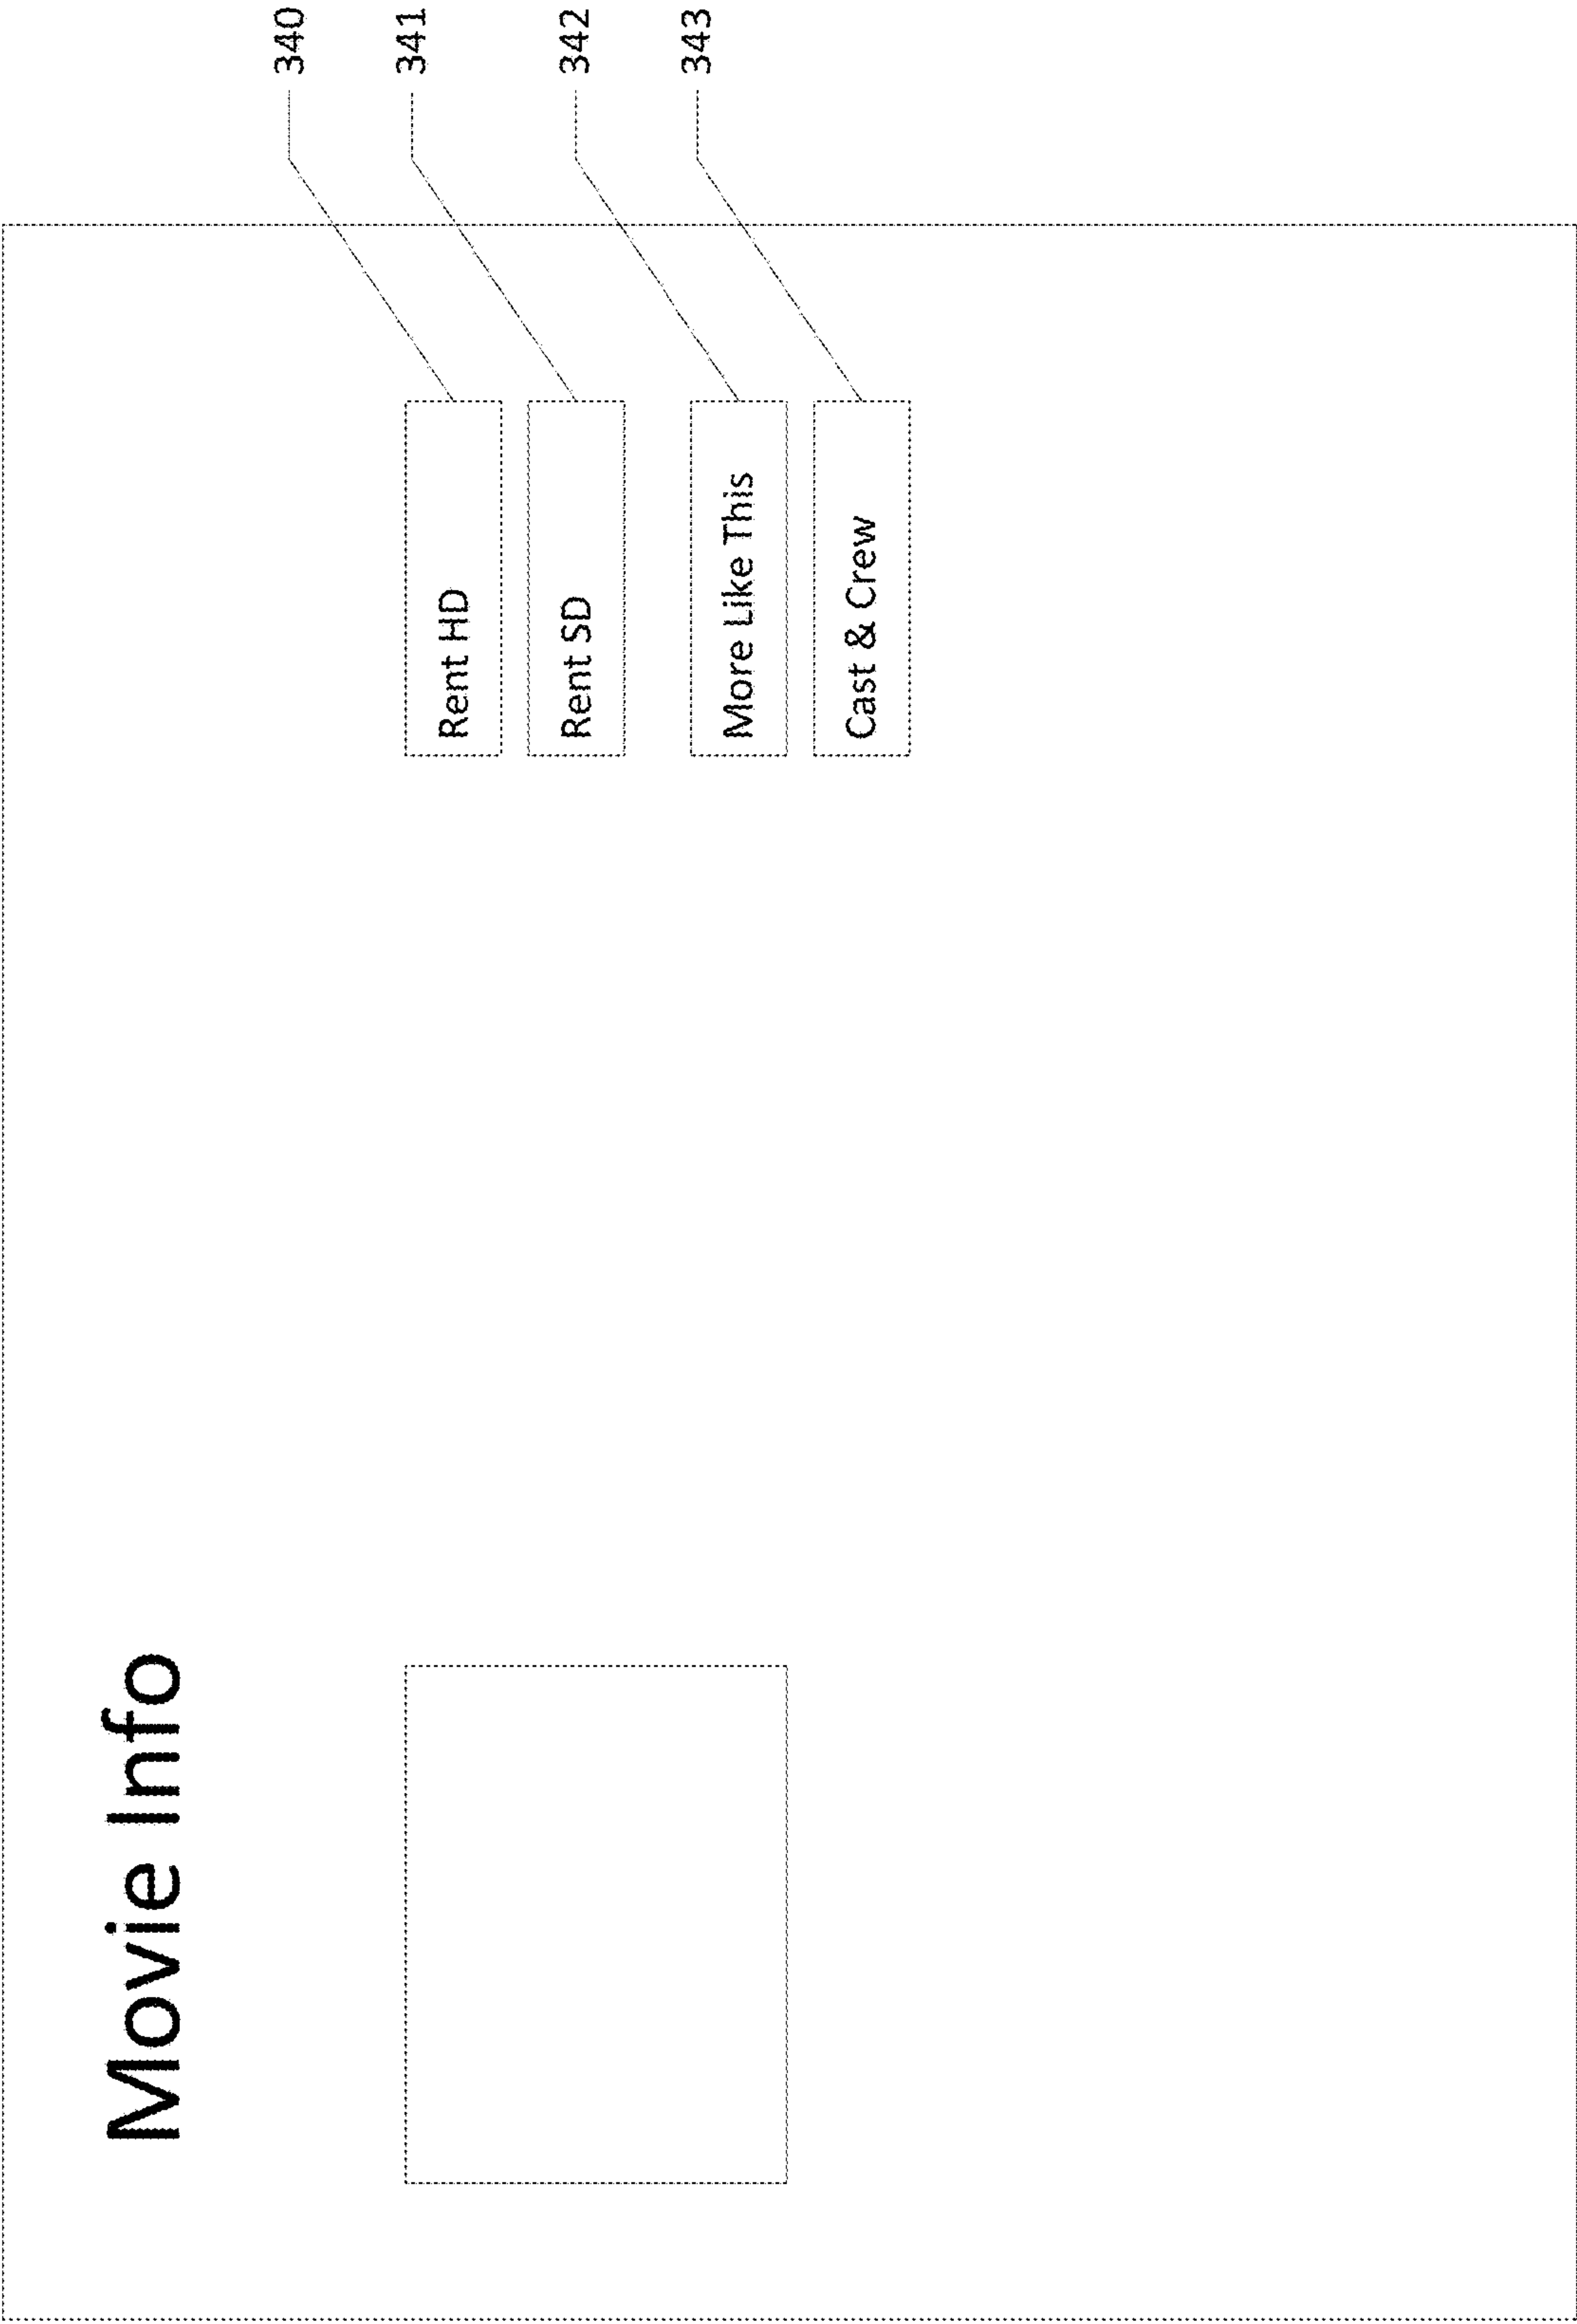 Movie Info
Rent HD
340
Rent SD
341
More Like This
342
Cast & Crew
343